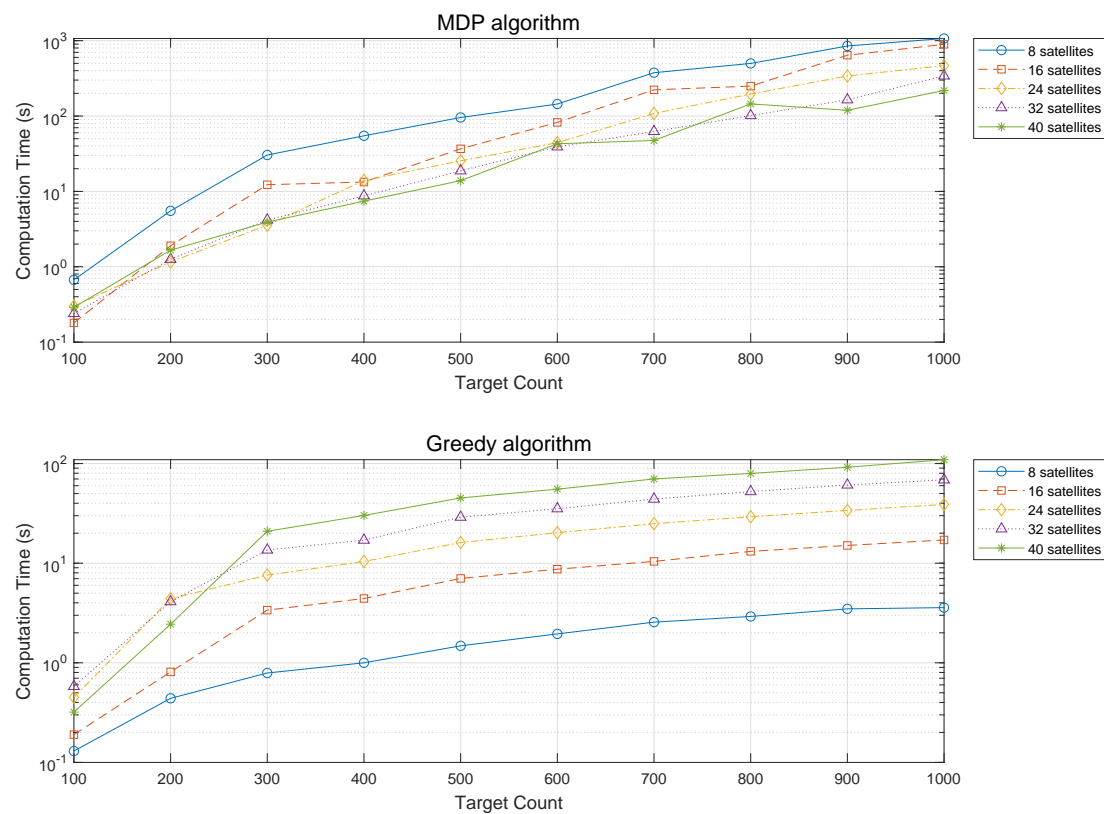 MDP algorithm
10^3
10^2
10^1
10^0
10^-1
Computation Time (s)
100 200 300 400 500 600 700 800 900 1000
Target Count
8 satellites
16 satellites
24 satellites
32 satellites
40 satellites
Greedy algorithm
10^2
10^1
10^0
10^-1
Computation Time (s)
100 200 300 400 500 600 700 800 900 1000
Target Count
8 satellites
16 satellites
24 satellites
32 satellites
40 satellites